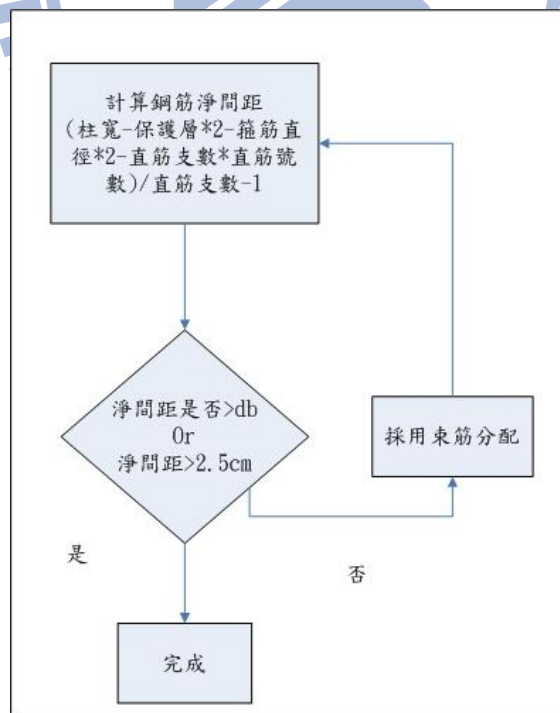 計算鋼筋淨間距
(柱寬-保護層*2-箍筋直
徑*2-直筋支數*直筋號
數)/直筋支數-1
淨間距是否>db
Or
淨間距>2.5cm
採用束筋分配
是
否
完成